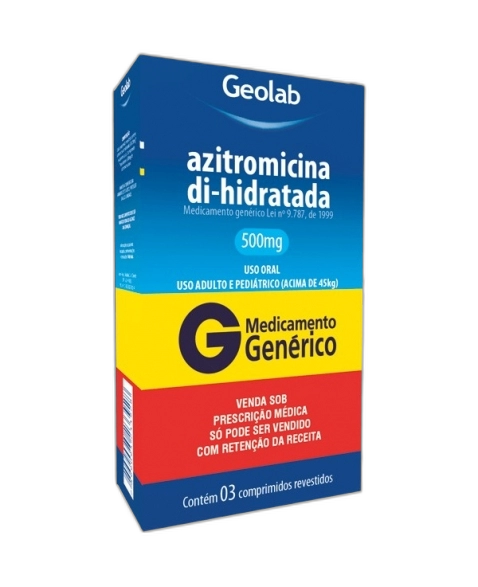 Geolab
azitromicina
di-hidratada
Medicamento genérico Lei nº 9.787, de 1999
500mg
USO ORAL
USO ADULTO E PEDIÁTRICO (ACIMA DE 45kg)
G Medicamento
Genérico
VENDA SOB
PRESCRIÇÃO MÉDICA
SÓ PODE SER VENDIDO
COM RETENÇÃO DA RECEITA
Contém 03 comprimidos revestidos
Geolab